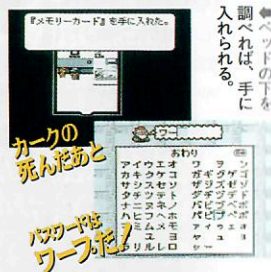 『メモリーカード』を手に入れた。
ベッドの下を
調べれば、手に
入れられる。
カークの
死んだあと
ワー
おわり
アイウエオ ワ ヲ ン
カキクケコ ガギグゲゴ
サシスセソ ザジズゼゾ
タチツテト ダヂヅデド
ナニヌネノ バビブベボ
ハヒフヘホ パピプペポ
マミムメモ ァィゥェォ
ヤ ユ ヨ ャ ュ ョ
ラリルレロ ッー
パスワードは
ワープだ!